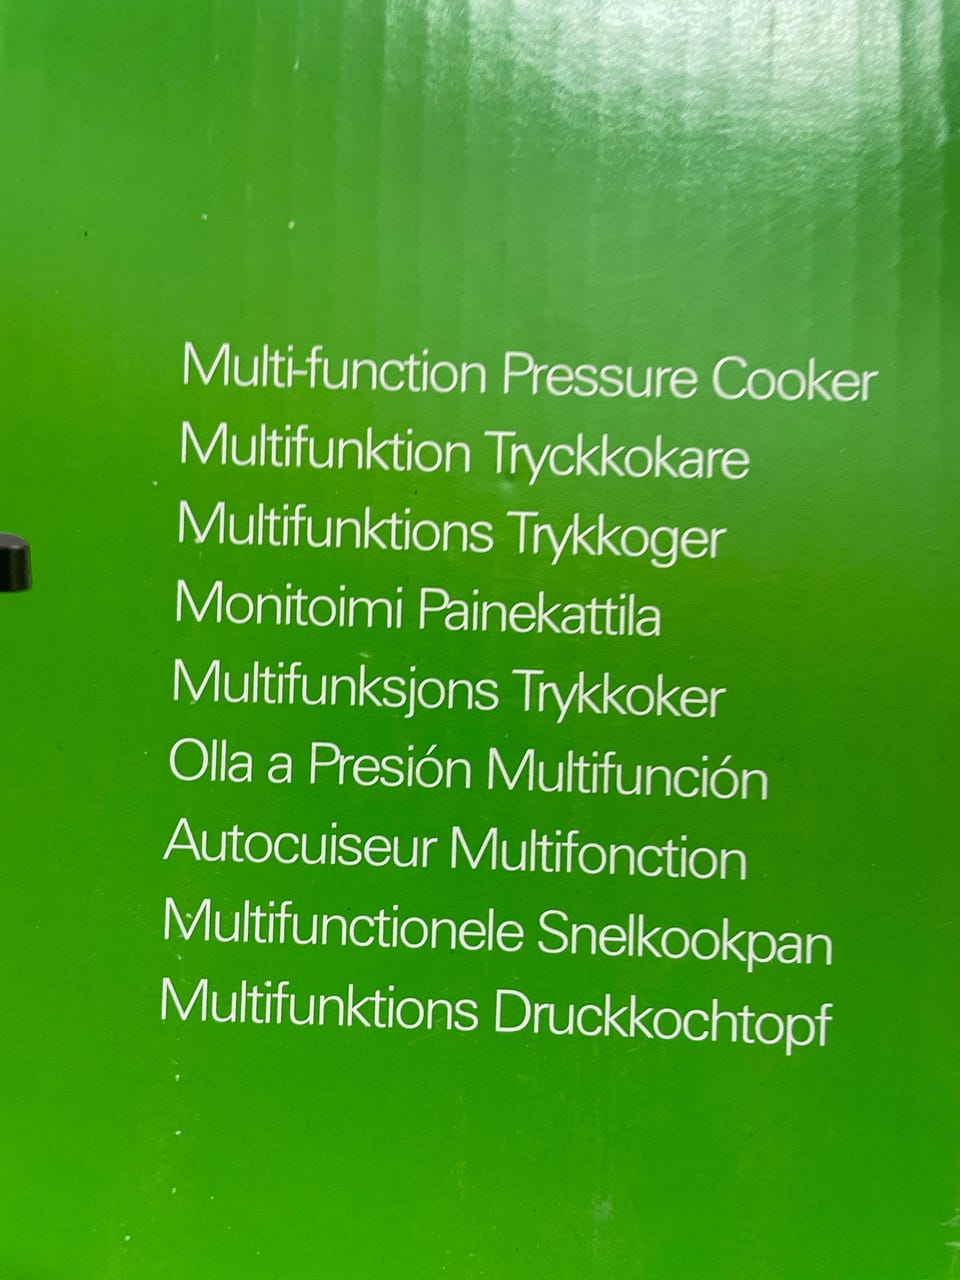 Multi-function Pressure Cooker
Multifunktion Tryckkokare
Multifunktions Trykkoger
Monitoimi Painekattila
Multifunksjons Trykkoker
Olla a Presión Multifunción
Autocuiseur Multifonction
Multifunctionele Snelkookpan
Multifunktions Druckkochtopf